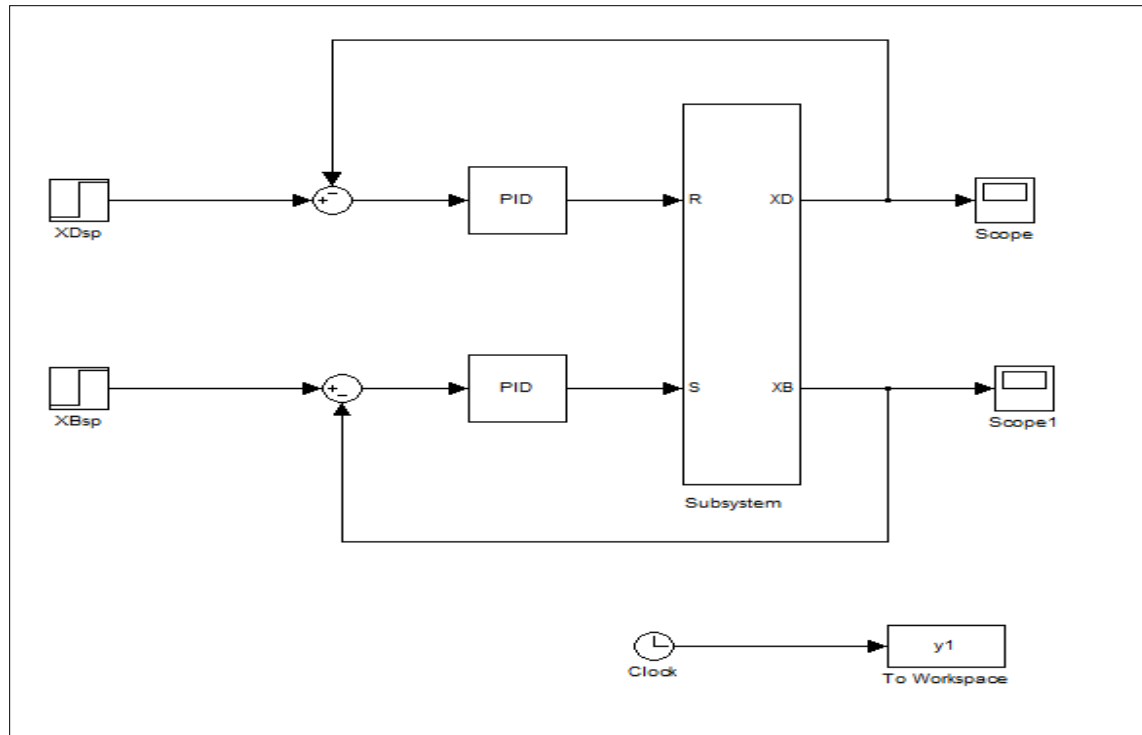 XDsp
PID
R
XD
Scope
XBsp
PID
S
XB
Scope1
Subsystem
Clock
y1
To Workspace